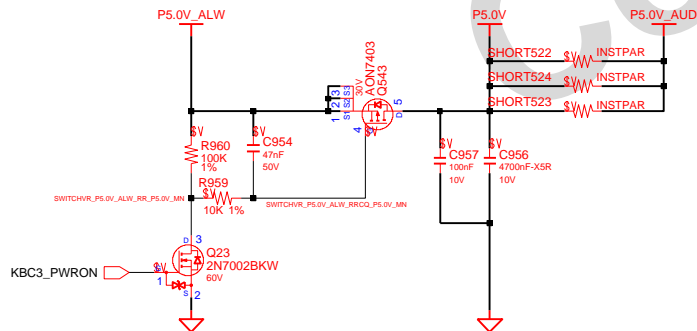 P5.0V_ALW
P5.0V
P5.0V_AUD
AON7403
Q543
30V
S1 S2 S3
1 2 3
4
G
5
D
SHORT522
$V
INSTPAR
SHORT524
$V
INSTPAR
SHORT523
$V
INSTPAR
$V
R960
100K
1%
$V
C954
47nF
50V
$V
$V
C957
100nF
10V
$V
C956
4700nF-X5R
10V
R959
$V
10K 1%
SWITCHVR_P5.0V_ALW_RR_P5.0V_MN
SWITCHVR_P5.0V_ALW_RRCQ_P5.0V_MN
D
3
Q23
2N7002BKW
60V
KBC3_PWRON
$V
G
1
S
2